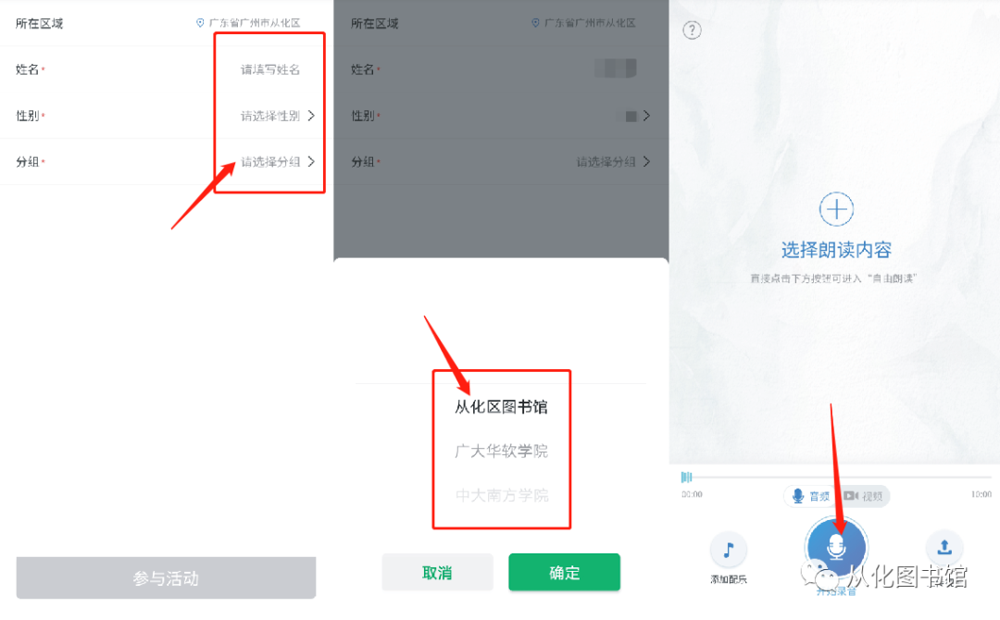 所在区域
广东省广州市从化区
姓名*
请填写姓名
性别*
请选择性别
分组*
请选择分组
参与活动
所在区域
广东省广州市从化区
姓名*
性别*
分组*
请选择分组
从化区图书馆
广大华软学院
中大南方学院
取消
确定
?
选择朗读内容
直接点击下方按钮可进入“自由朗读”
00:00
音频
视频
10:00
添加配乐
开始录音
从化图书馆